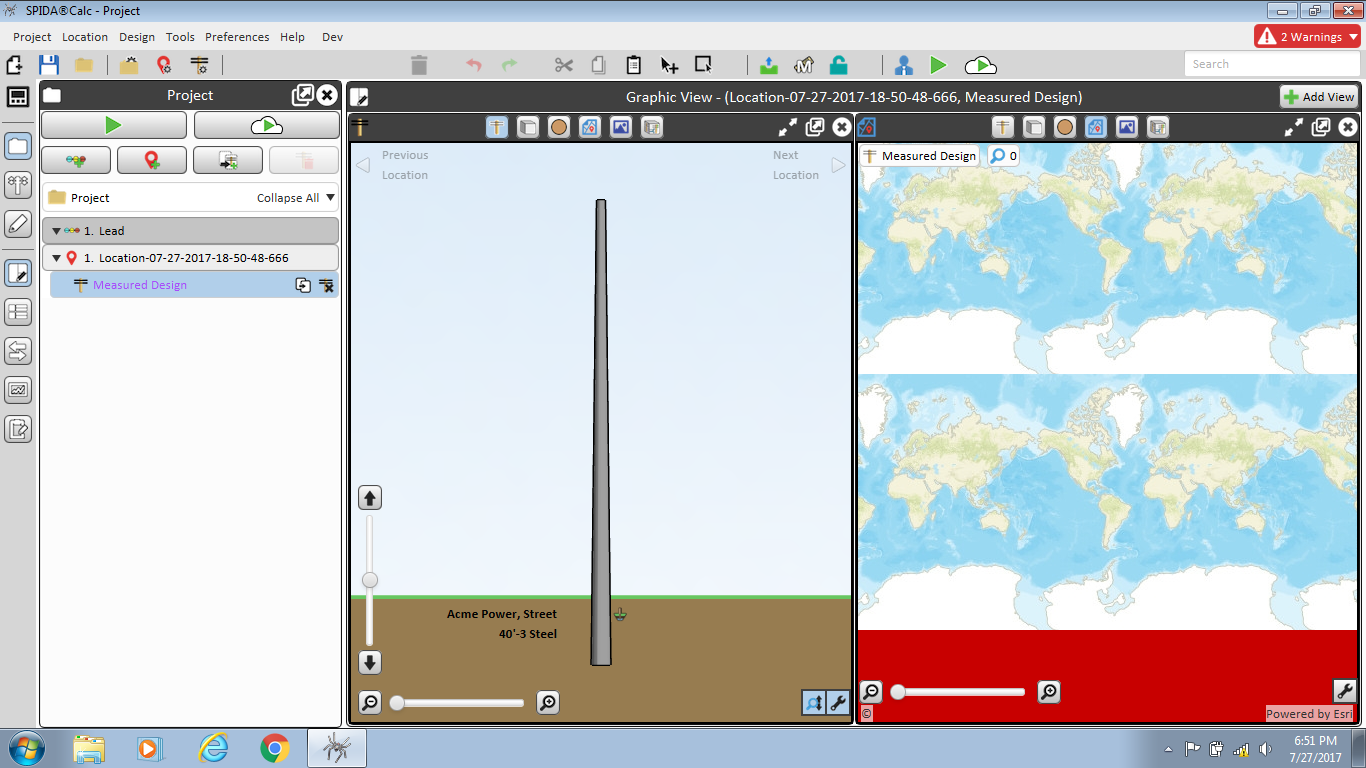 SPIDA®Calc - Project
Project Location Design Tools Preferences Help Dev
2 Warnings
Search
Project
Graphic View - (Location-07-27-2017-18-50-48-666, Measured Design)
Add View
Previous Location
Next Location
Measured Design
0
Project
Collapse All
1. Lead
1. Location-07-27-2017-18-50-48-666
Measured Design
Acme Power, Street
40'-3 Steel
©
Powered by Esri
6:51 PM
7/27/2017